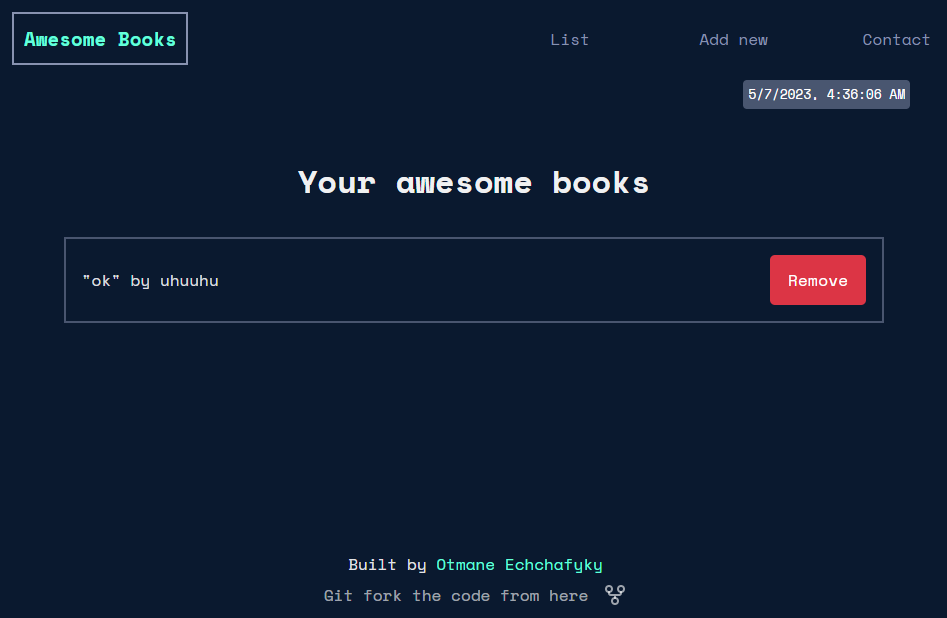 Awesome Books
List
Add new
Contact
5/7/2023, 4:36:06 AM
Your awesome books
"ok" by uhuuhu
Remove
Built by Otmane Echchafyky
Git fork the code from here